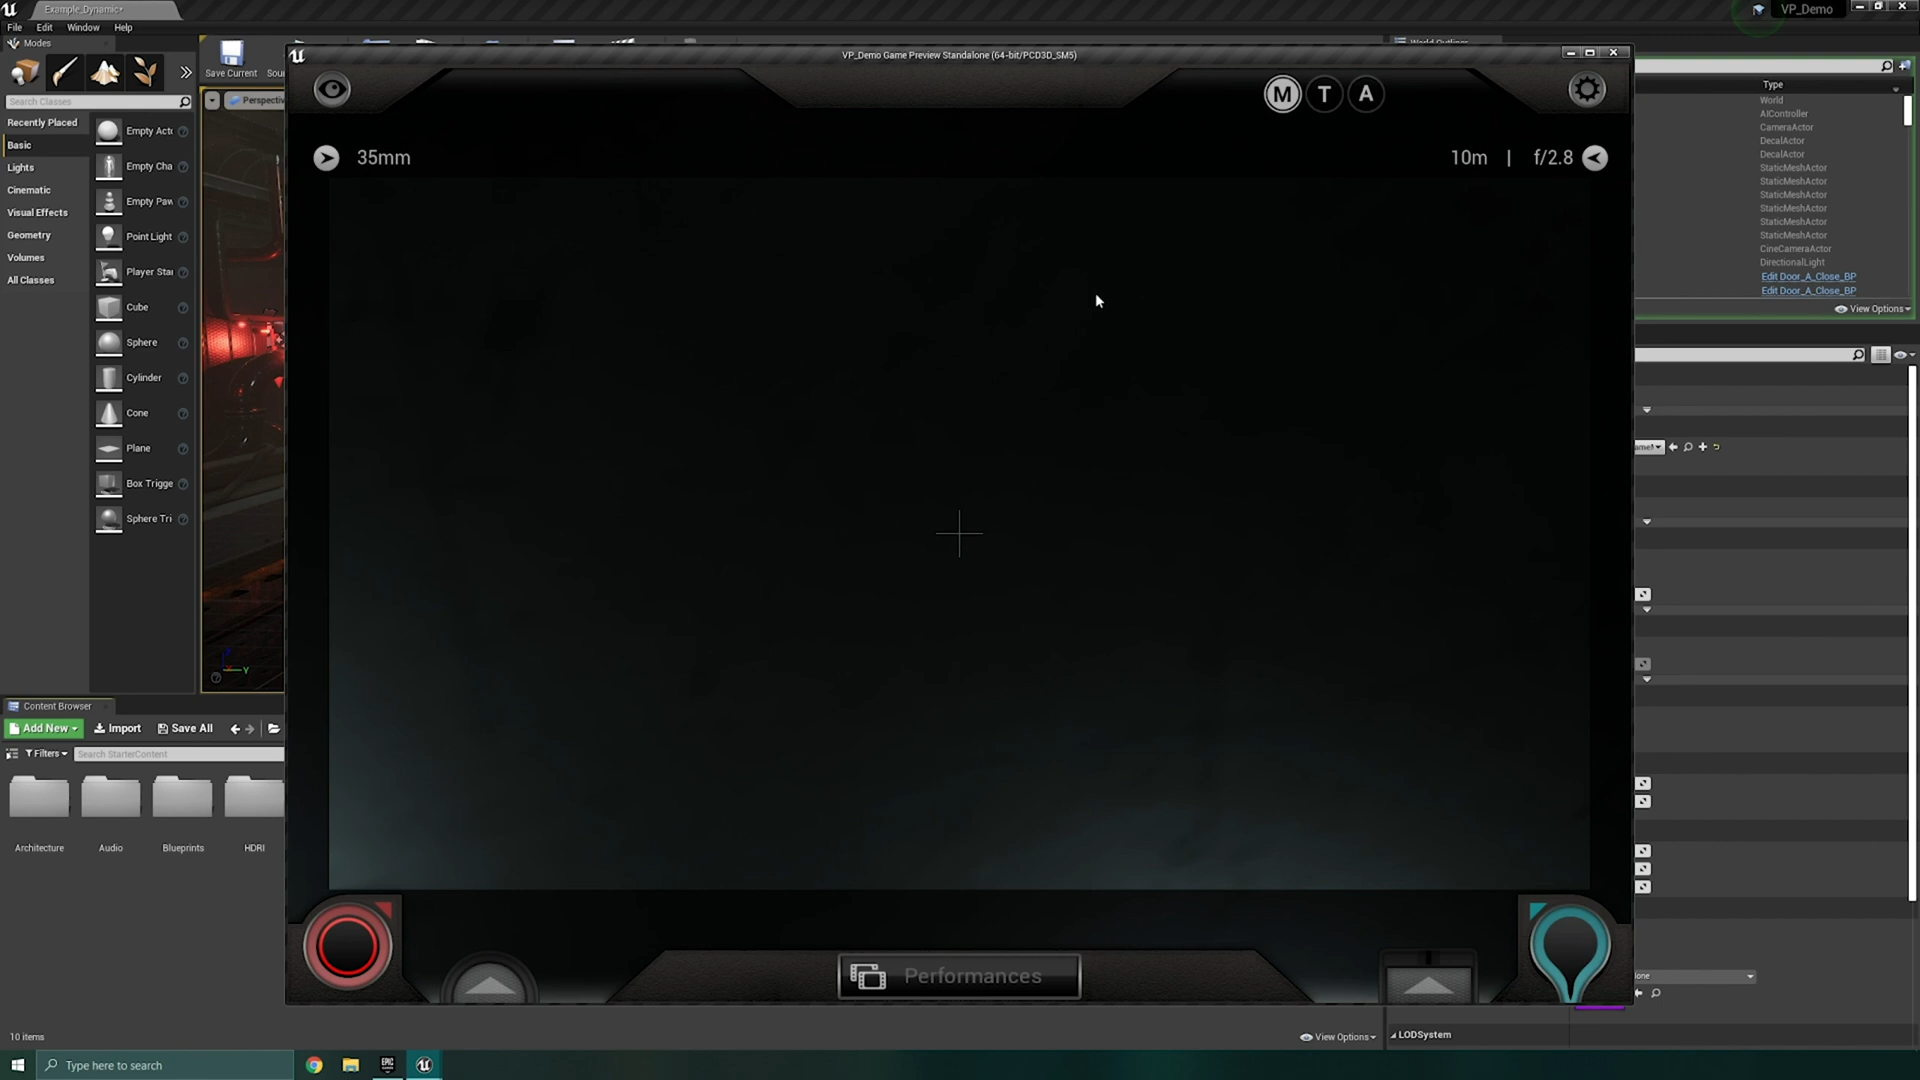 Example_Dynamic*
VP_Demo
File Edit Window Help
Modes
Save Current
VP_Demo Game Preview Standalone (64-bit/PCD3D_SM5)
Search Classes
Perspectiv
M T A
35mm
10m | f/2.8
Recently Placed
Basic
Lights
Cinematic
Visual Effects
Geometry
Volumes
All Classes
Empty Act
Empty Cha
Empty Paw
Point Light
Player Star
Cube
Sphere
Cylinder
Cone
Plane
Box Trigge
Sphere Tri
Type
World
AIController
CameraActor
DecalActor
DecalActor
StaticMeshActor
StaticMeshActor
StaticMeshActor
StaticMeshActor
StaticMeshActor
StaticMeshActor
CineCameraActor
DirectionalLight
Edit Door_A_Close_BP
Edit Door_A_Close_BP
View Options
Y
Content Browser
Add New Import Save All
Filters Search StarterContent
Architecture Audio Blueprints HDRI
Performances
10 items
View Options
LODSystem
Type here to search
EPIC